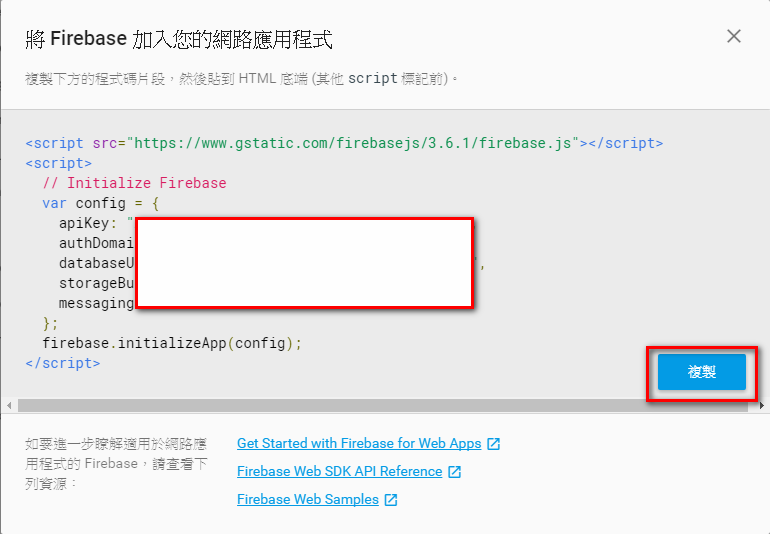 將 Firebase 加入您的網路應用程式
複製下方的程式碼片段，然後貼到 HTML 底端 (其他 script 標記前)。
<script src="https://www.gstatic.com/firebasejs/3.6.1/firebase.js"></script>
<script>
  // Initialize Firebase
  var config = {
    apiKey: "
    authDomai
    databaseU ",
    storageBu
    messaging
  };
  firebase.initializeApp(config);
</script>
複製
如要進一步瞭解適用於網路應
用程式的 Firebase，請查看下
列資源：
Get Started with Firebase for Web Apps
Firebase Web SDK API Reference
Firebase Web Samples